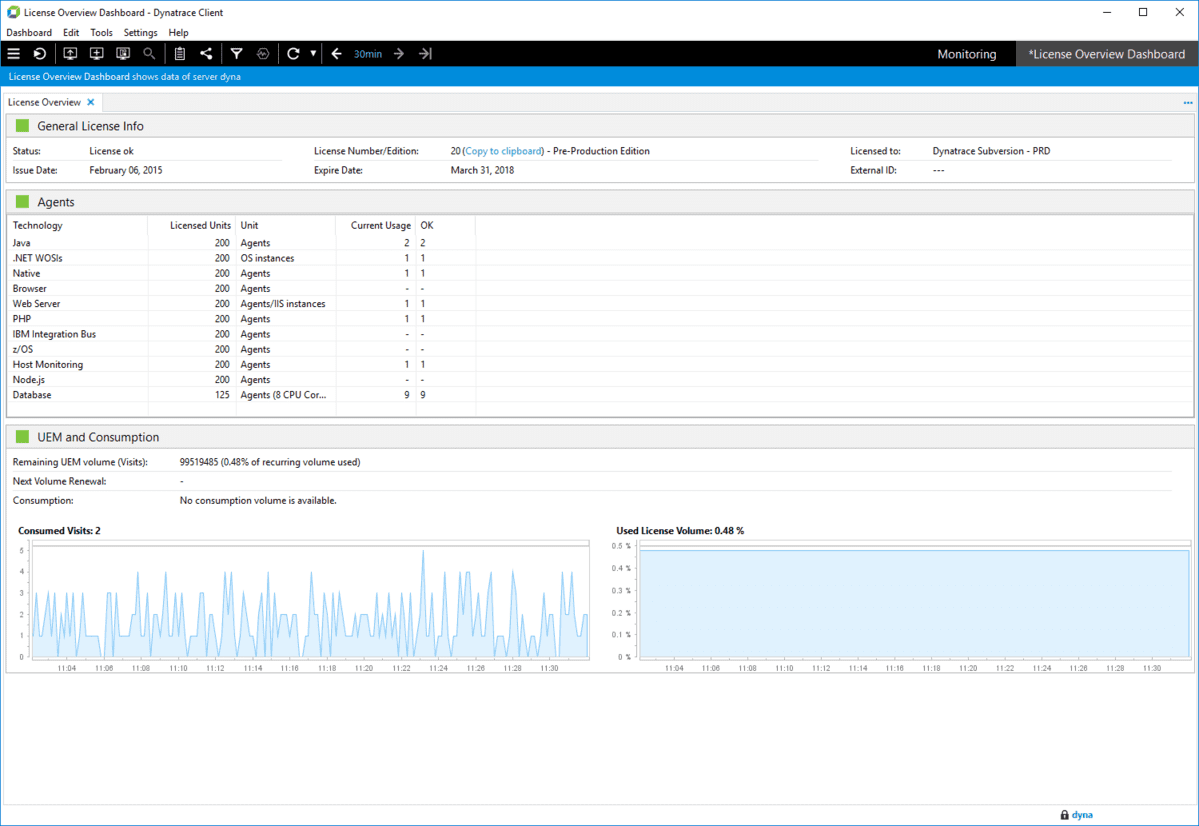 License Overview Dashboard - Dynatrace Client
Dashboard Edit Tools Settings Help
30min Monitoring *License Overview Dashboard
License Overview Dashboard shows data of server dyna
License Overview
General License Info
Status: License ok License Number/Edition: 20 (Copy to clipboard) - Pre-Production Edition Licensed to: Dynatrace Subversion - PRD
Issue Date: February 06, 2015 Expire Date: March 31, 2018 External ID: ---
Agents
Technology Licensed Units Unit Current Usage OK
Java 200 Agents 2 2
.NET WOSIs 200 OS instances 1 1
Native 200 Agents 1 1
Browser 200 Agents - -
Web Server 200 Agents/IIS instances 1 1
PHP 200 Agents 1 1
IBM Integration Bus 200 Agents - -
z/OS 200 Agents - -
Host Monitoring 200 Agents 1 1
Node.js 200 Agents - -
Database 125 Agents (8 CPU Cor... 9 9
UEM and Consumption
Remaining UEM volume (Visits): 99519485 (0.48% of recurring volume used)
Next Volume Renewal: -
Consumption: No consumption volume is available.
Consumed Visits: 2
5
4
3
2
1
0
11:04 11:06 11:08 11:10 11:12 11:14 11:16 11:18 11:20 11:22 11:24 11:26 11:28 11:30
Used License Volume: 0.48 %
0.5 %
0.4 %
0.3 %
0.2 %
0.1 %
0 %
11:04 11:06 11:08 11:10 11:12 11:14 11:16 11:18 11:20 11:22 11:24 11:26 11:28 11:30
dyna